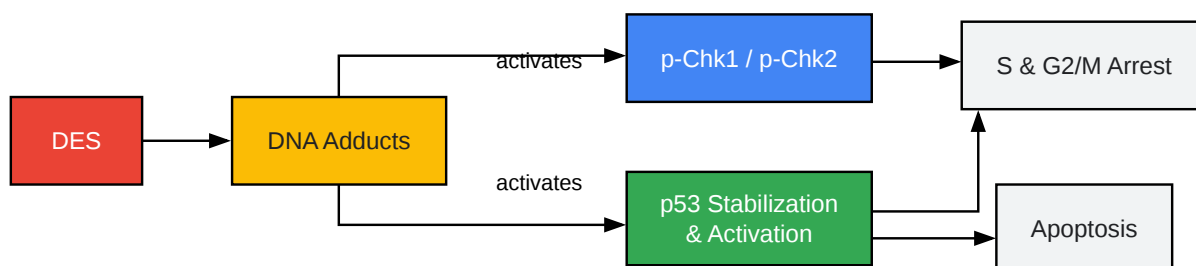 activates
p-Chk1 / p-Chk2
S & G2/M Arrest
DES
DNA Adducts
activates
p53 Stabilization
& Activation
Apoptosis